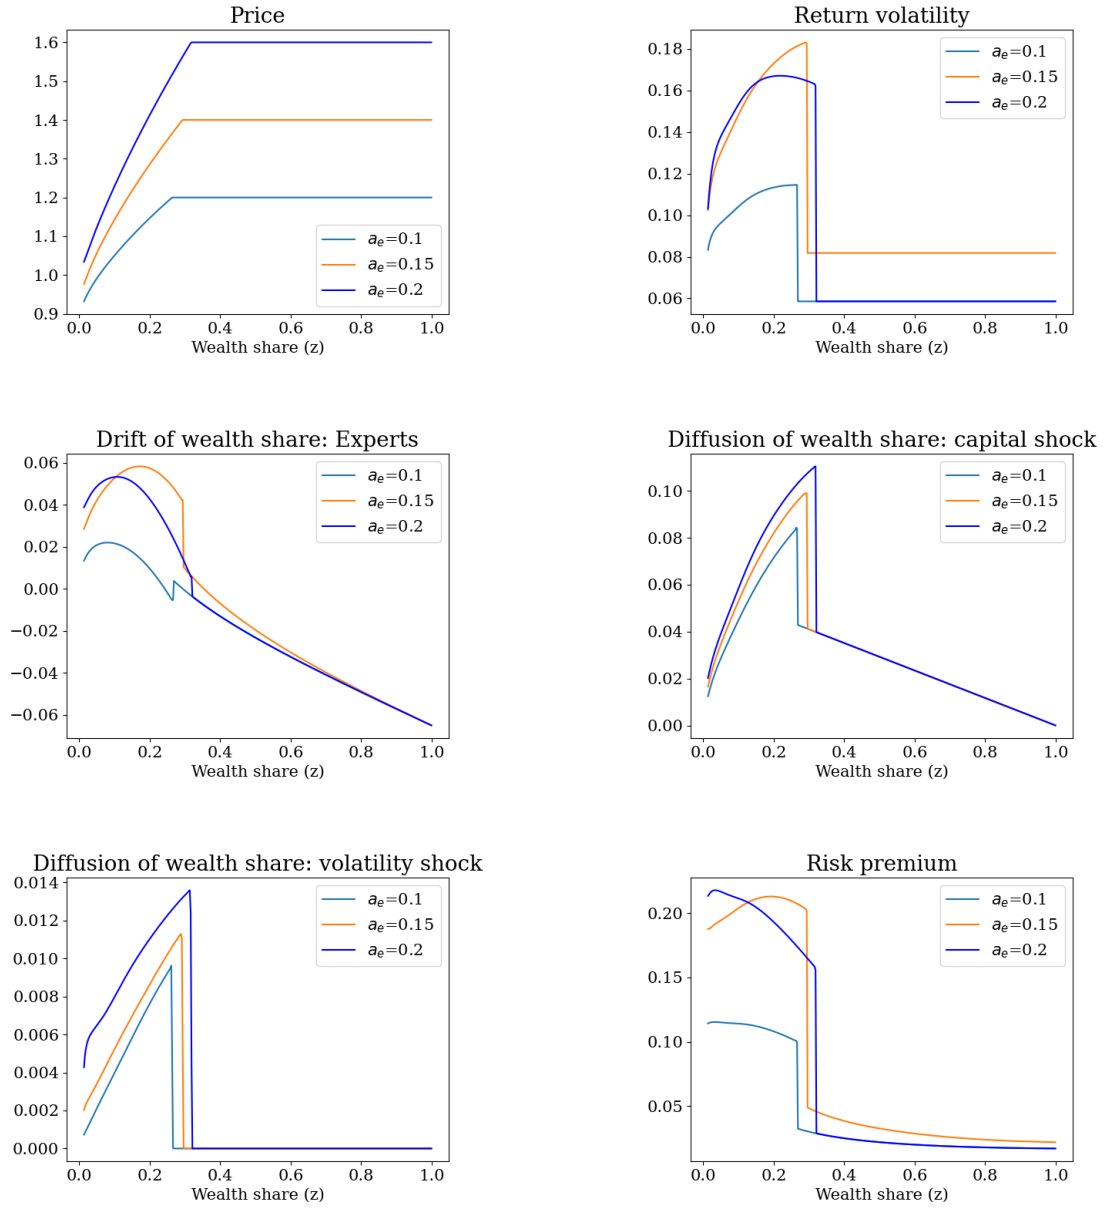 Price
1.6
1.5
1.4
1.3
1.2
1.1
1.0
0.9
a_e=0.1
a_e=0.15
a_e=0.2
0.0 0.2 0.4 0.6 0.8 1.0
Wealth share (z)
Return volatility
0.18
0.16
0.14
0.12
0.10
0.08
0.06
a_e=0.1
a_e=0.15
a_e=0.2
0.0 0.2 0.4 0.6 0.8 1.0
Wealth share (z)
Drift of wealth share: Experts
0.06
0.04
0.02
0.00
−0.02
−0.04
−0.06
a_e=0.1
a_e=0.15
a_e=0.2
0.0 0.2 0.4 0.6 0.8 1.0
Wealth share (z)
Diffusion of wealth share: capital shock
0.10
0.08
0.06
0.04
0.02
0.00
a_e=0.1
a_e=0.15
a_e=0.2
0.0 0.2 0.4 0.6 0.8 1.0
Wealth share (z)
Diffusion of wealth share: volatility shock
0.014
0.012
0.010
0.008
0.006
0.004
0.002
0.000
a_e=0.1
a_e=0.15
a_e=0.2
0.0 0.2 0.4 0.6 0.8 1.0
Wealth share (z)
Risk premium
0.20
0.15
0.10
0.05
a_e=0.1
a_e=0.15
a_e=0.2
0.0 0.2 0.4 0.6 0.8 1.0
Wealth share (z)